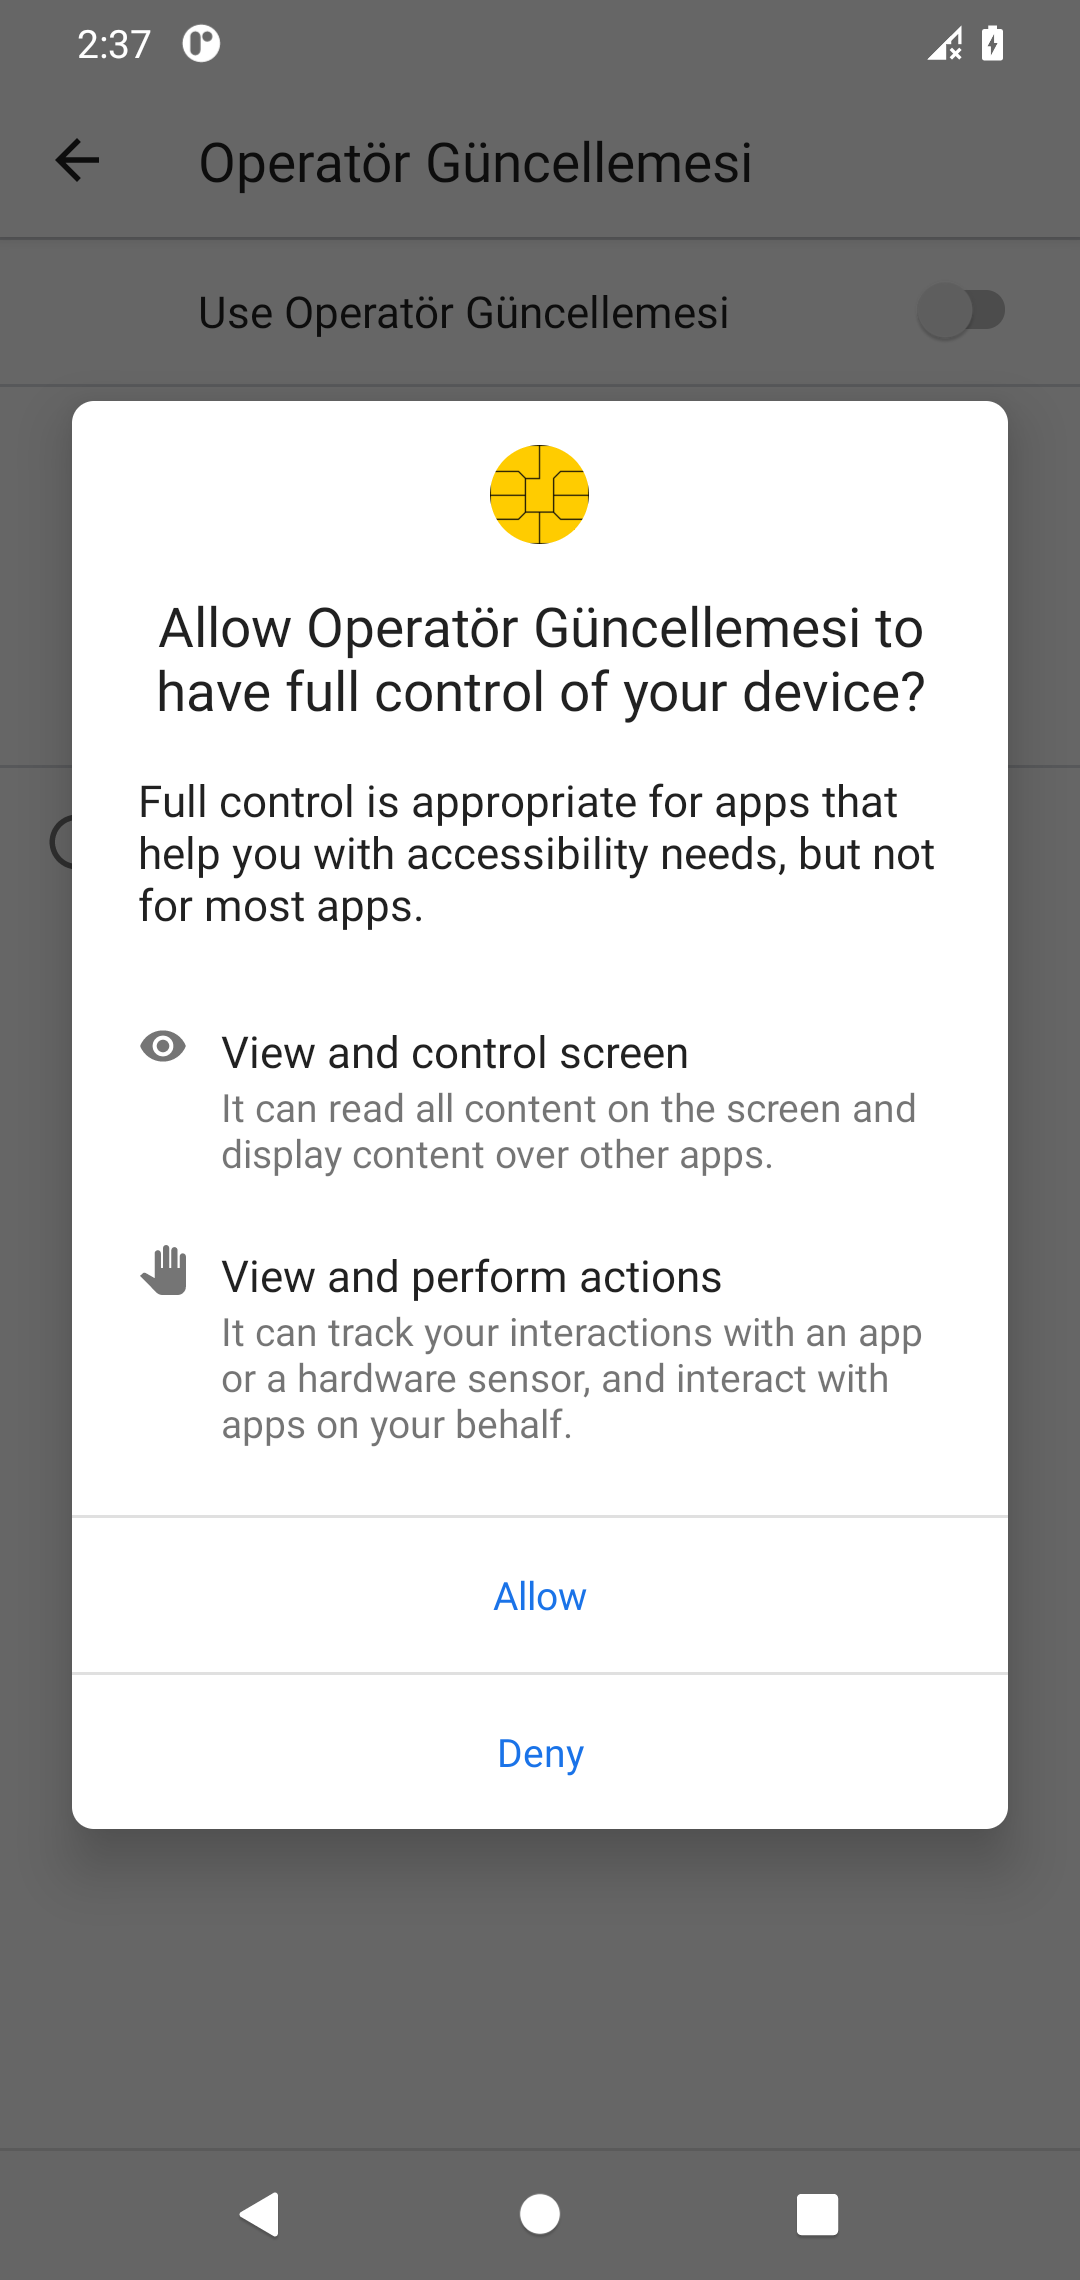 2:37
Operatör Güncellemesi
Use Operatör Güncellemesi
Allow Operatör Güncellemesi to
have full control of your device?
Full control is appropriate for apps that
help you with accessibility needs, but not
for most apps.
View and control screen
It can read all content on the screen and
display content over other apps.
View and perform actions
It can track your interactions with an app
or a hardware sensor, and interact with
apps on your behalf.
Allow
Deny